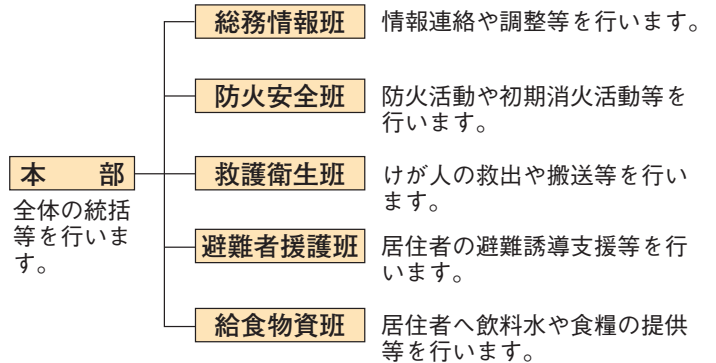 総務情報班
情報連絡や調整等を行います。
防火安全班
防火活動や初期消火活動等を
行います。
本　部
全体の統括
等を行いま
す。
救護衛生班
けが人の救出や搬送等を行い
ます。
避難者援護班
居住者の避難誘導支援等を行
います。
給食物資班
居住者へ飲料水や食糧の提供
等を行います。